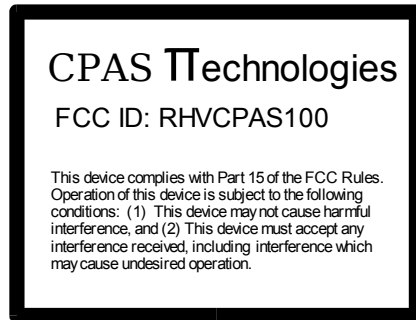 CPAS TTechnologies
FCC ID: RHVCPAS100
This device complies with Part 15 of the FCC Rules.
Operation of this device is subject to the following
conditions: (1) This device may not cause harmful
interference, and (2) This device must accept any
interference received, including interference which
may cause undesired operation.